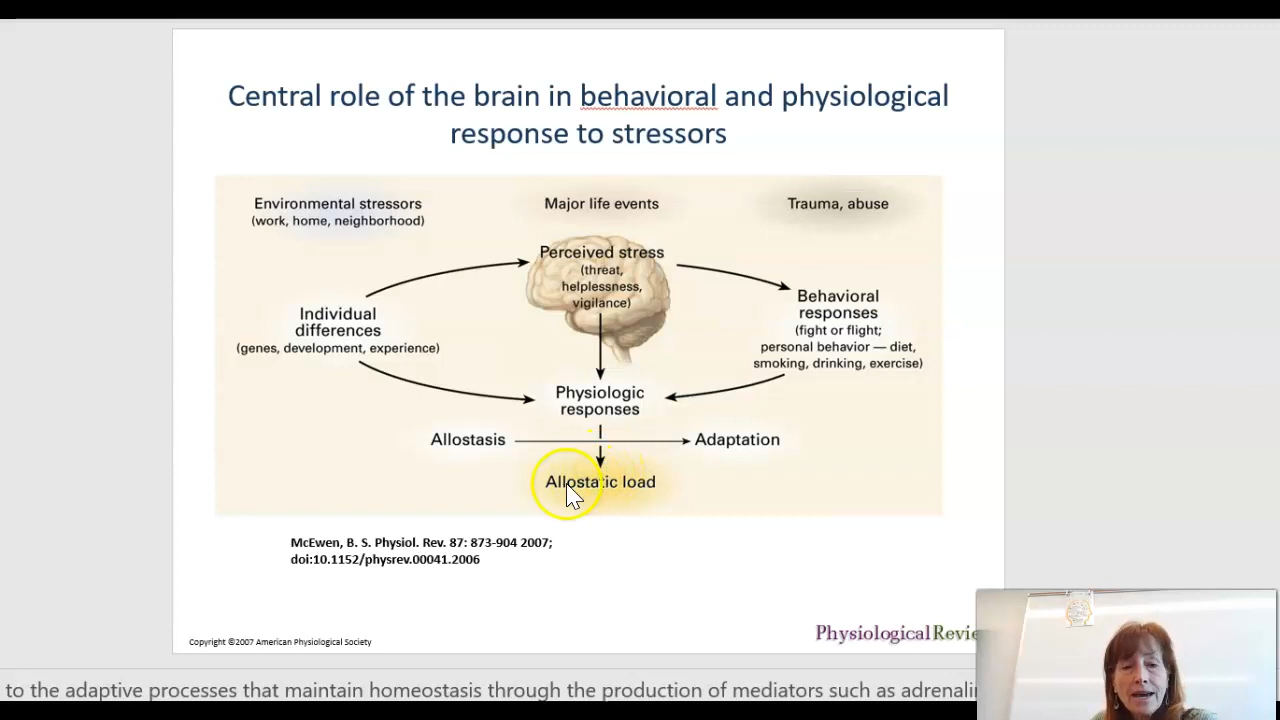 Central role of the brain in behavioral and physiological
response to stressors
Environmental stressors
(work, home, neighborhood)
Major life events
Trauma, abuse
Perceived stress
(threat,
helplessness,
vigilance)
Individual
differences
(genes, development, experience)
Behavioral
responses
(fight or flight;
personal behavior — diet,
smoking, drinking, exercise)
Physiologic
responses
Allostasis
Adaptation
Allostatic load
McEwen, B. S. Physiol. Rev. 87: 873-904 2007;
doi:10.1152/physrev.00041.2006
Copyright ©2007 American Physiological Society
Physiological
to the adaptive processes that maintain homeostasis through the production of mediators such as